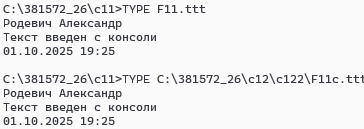 C:\381572_26\c11>TYPE F11.ttt
Родевич Александр
Текст введен с консоли
01.10.2025 19:25
C:\381572_26\c11>TYPE C:\381572_26\c12\c122\F11c.ttt
Родевич Александр
Текст введен с консоли
01.10.2025 19:25